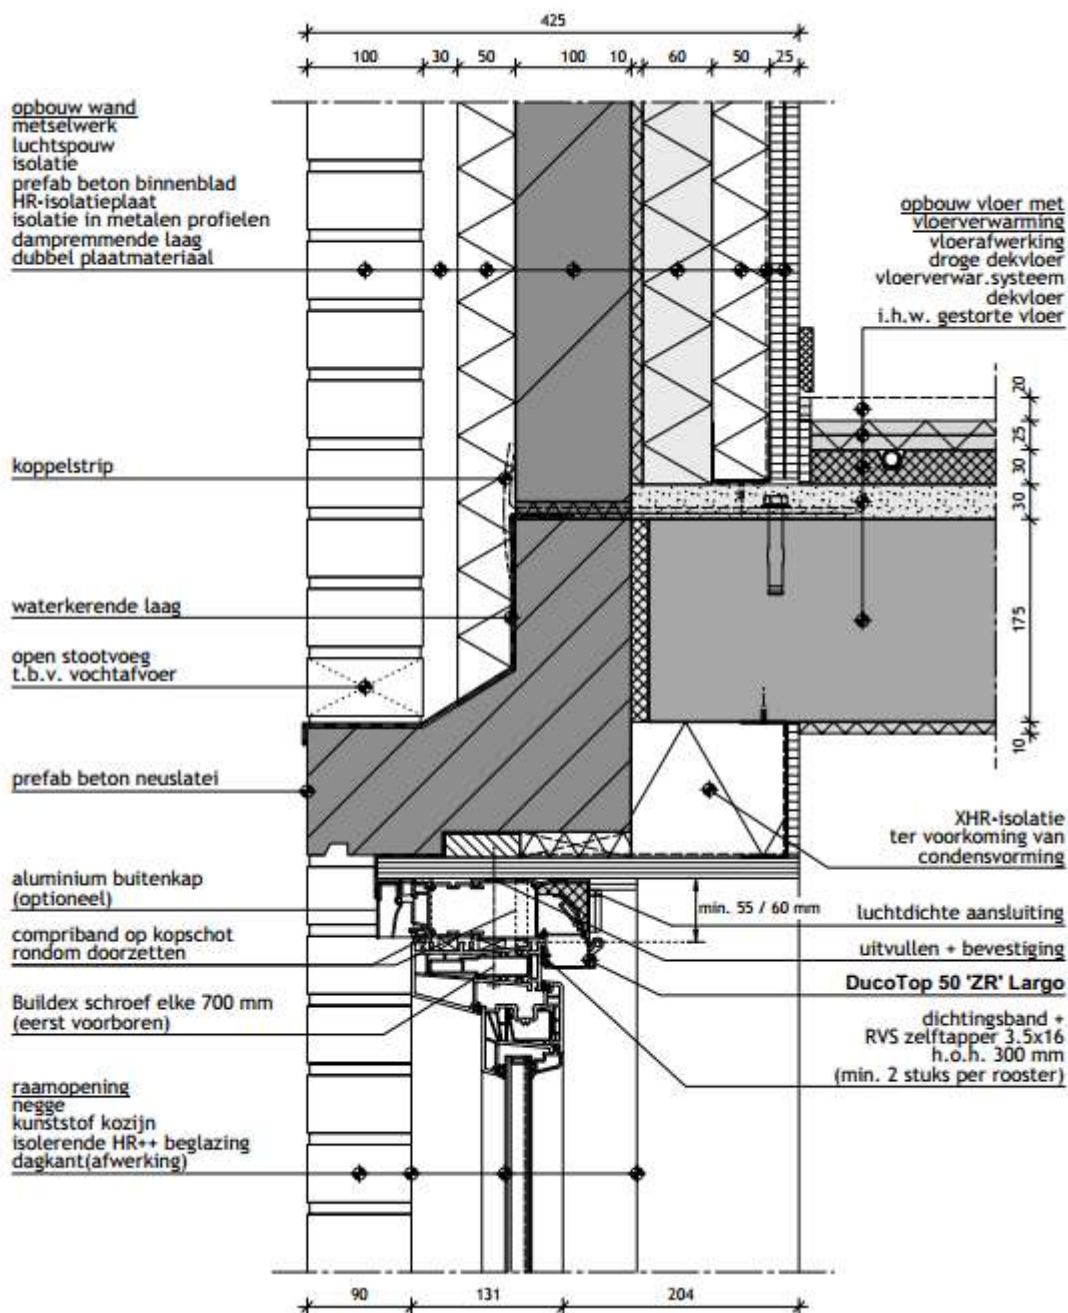 425
100 30 50 100 10 60 50 25
opbouw wand
metselwerk
luchtspouw
isolatie
prefab beton binnenblad
HR-isolatieplaat
isolatie in metalen profielen
dampremmende laag
dubbel plaatmateriaal
opbouw vloer met
vloerverwarming
vloerafwerking
droge dekvloer
vloerverwar.systeem
dekvloer
i.h.w. gestorte vloer
20
25
30
30
175
10
koppelstrip
waterkerende laag
open stootvoeg
t.b.v. vochtafvoer
prefab beton neuslatei
XHR-isolatie
ter voorkoming van
condensvorming
aluminium buitenkap
(optioneel)
min. 55 / 60 mm
luchtdichte aansluiting
compriband op kopschot
rondom doorzetten
uitvullen + bevestiging
DucoTop 50 'ZR' Largo
Buildex schroef elke 700 mm
(eerst voorboren)
dichtingsband +
RVS zelftapper 3.5x16
h.o.h. 300 mm
(min. 2 stuks per rooster)
raamopening
negge
kunststof kozijn
isolerende HR++ beglazing
dagkant(afwerking)
90 131 204